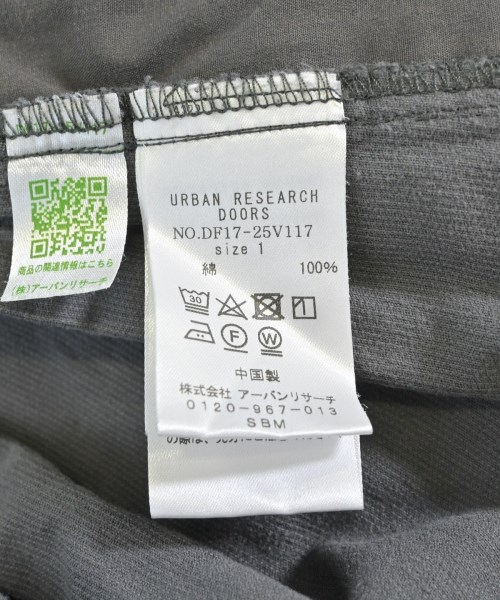 URBAN RESEARCH
DOORS
NO.DF17-25V117
size 1
綿 100%
30
F W
中国製
株式会社 アーバンリサーチ
0120-967-013
SBM
商品の関連情報はこちら
(株)アーバンリサーチ